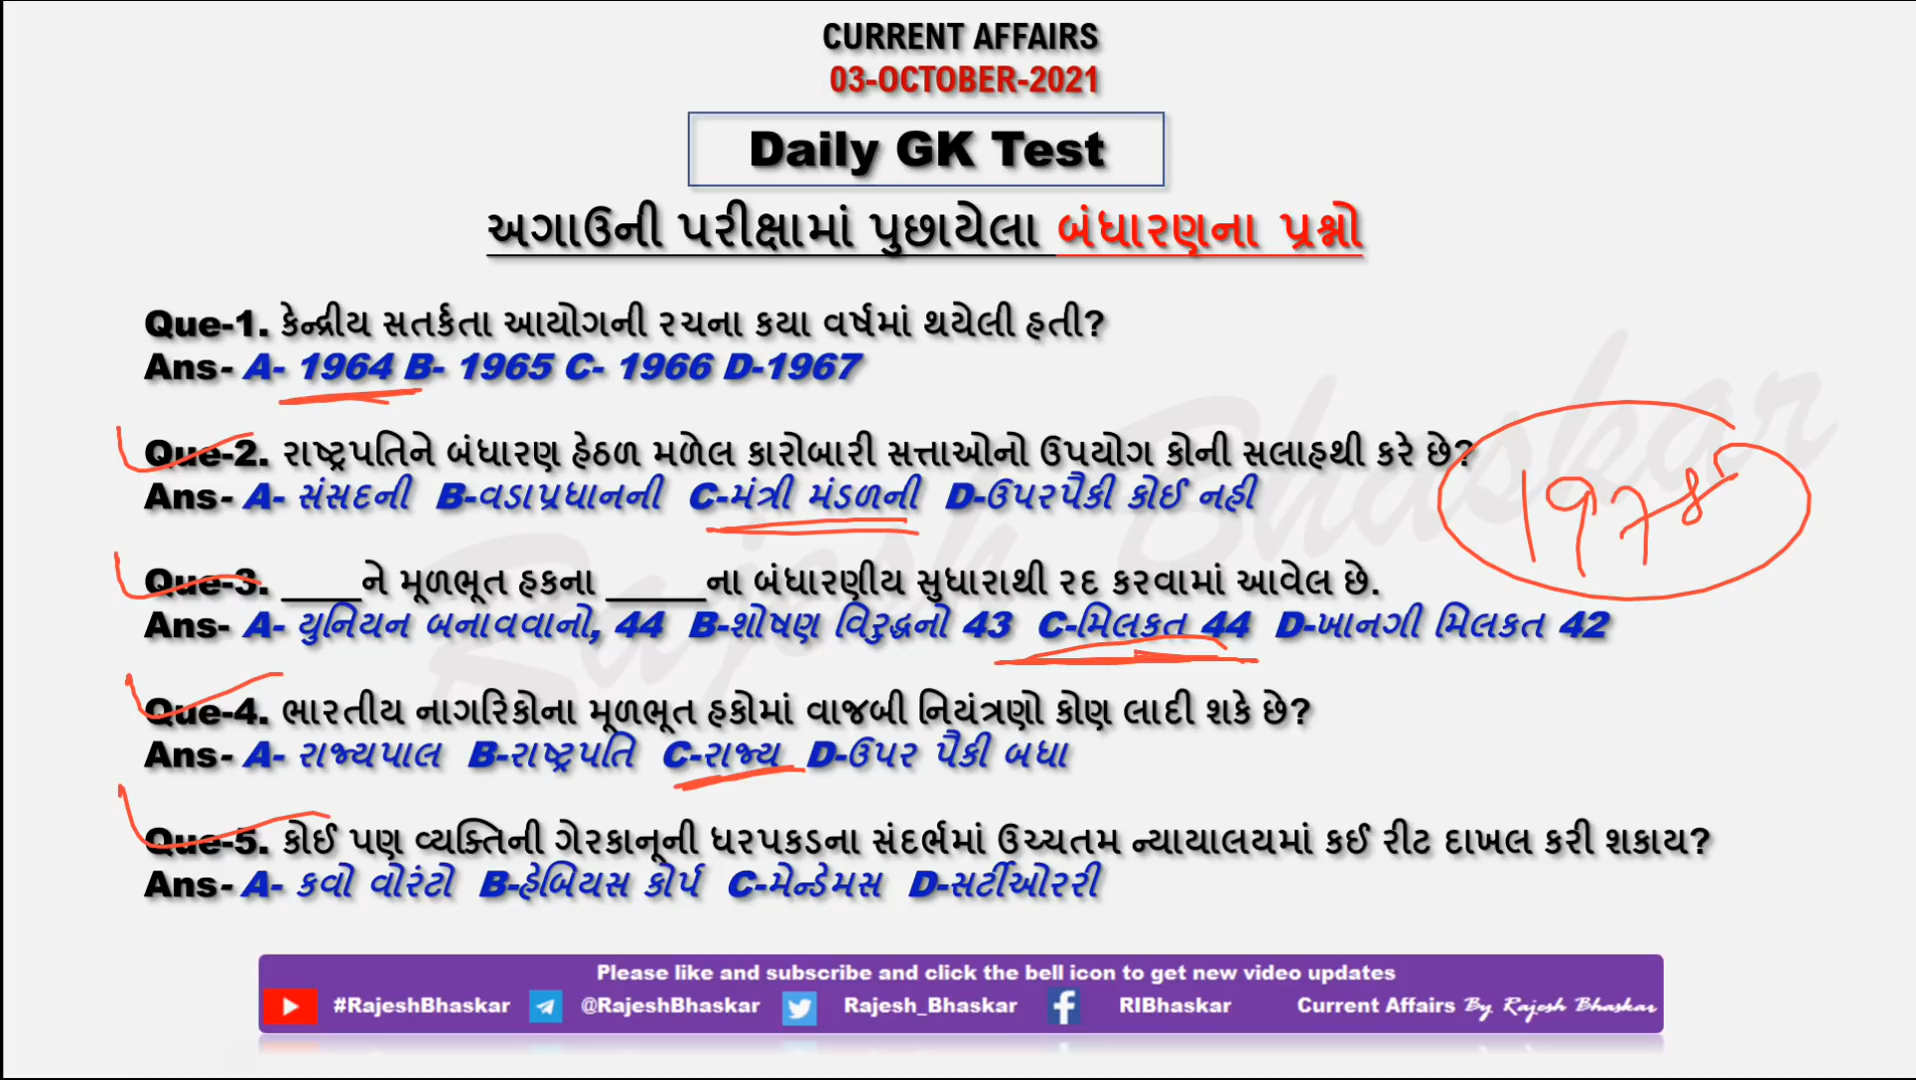 CURRENT AFFAIRS
03-OCTOBER-2021
Daily GK Test
અગાઉની પરીક્ષામાં પુછાયેલા બંધારણના પ્રશ્નો
Que-1. કેન્દ્રીય સતર્કતા આયોગની રચના કયા વર્ષમાં થયેલી હતી?
Ans- A- 1964 B- 1965 C- 1966 D-1967
Que-2. રાષ્ટ્રપતિને બંધારણ હેઠળ મળેલ કારોબારી સત્તાઓનો ઉપયોગ કોની સલાહથી કરે છે?
Ans- A- સંસદની B-વડાપ્રધાનની C-મંત્રી મંડળની D-ઉપરપૈકી કોઈ નહી
1978
Que-3. ____ને મૂળભૂત હકના _____ના બંધારણીય સુધારાથી રદ કરવામાં આવેલ છે.
Ans- A- યુનિયન બનાવવાનો, 44 B-શોષણ વિરુદ્ધનો 43 C-મિલકત 44 D-ખાનગી મિલકત 42
Que-4. ભારતીય નાગરિકોના મૂળભૂત હકોમાં વાજબી નિયંત્રણો કોણ લાદી શકે છે?
Ans- A- રાજ્યપાલ B-રાષ્ટ્રપતિ C-રાજ્ય D-ઉપર પૈકી બધા
Que-5. કોઈ પણ વ્યક્તિની ગેરકાનૂની ધરપકડના સંદર્ભમાં ઉચ્ચતમ ન્યાયાલયમાં કઈ રીટ દાખલ કરી શકાય?
Ans- A- કવો વોરંટો B-હેબિયસ કોર્પ C-મેન્ડેમસ D-સર્ટીઓરરી
Rajesh Bhaskar
Please like and subscribe and click the bell icon to get new video updates
#RajeshBhaskar @RajeshBhaskar Rajesh_Bhaskar RIBhaskar Current Affairs By Rajesh Bhaskar